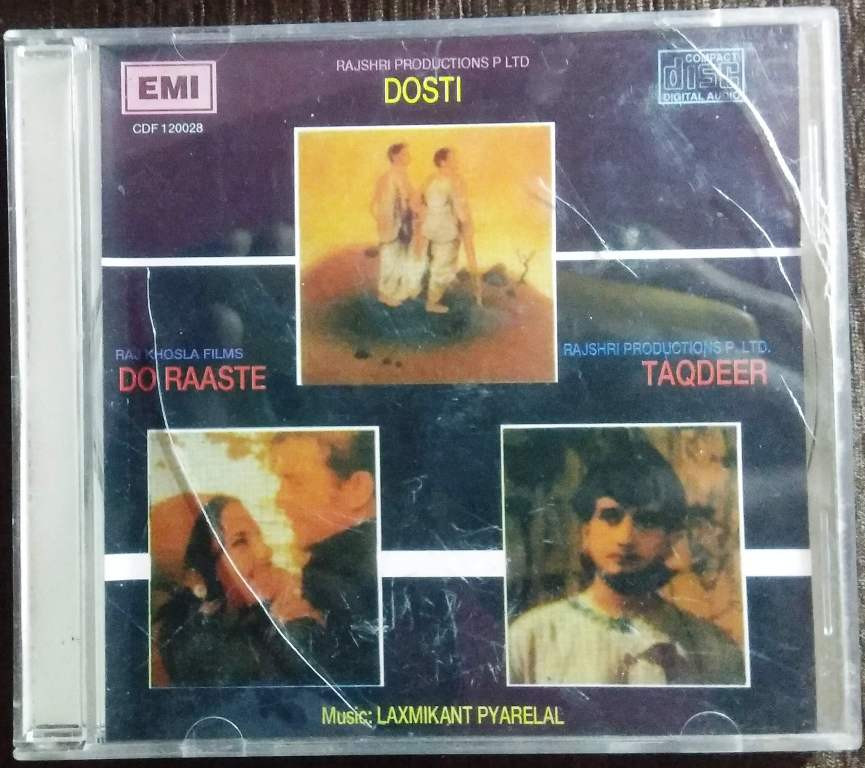 EMI
CDF 120028
RAJSHRI PRODUCTIONS P LTD
DOSTI
COMPACT
disc
DIGITAL AUDIO
RAJ KHOSLA FILMS
DO RAASTE
RAJSHRI PRODUCTIONS P. LTD.
TAQDEER
Music: LAXMIKANT PYARELAL